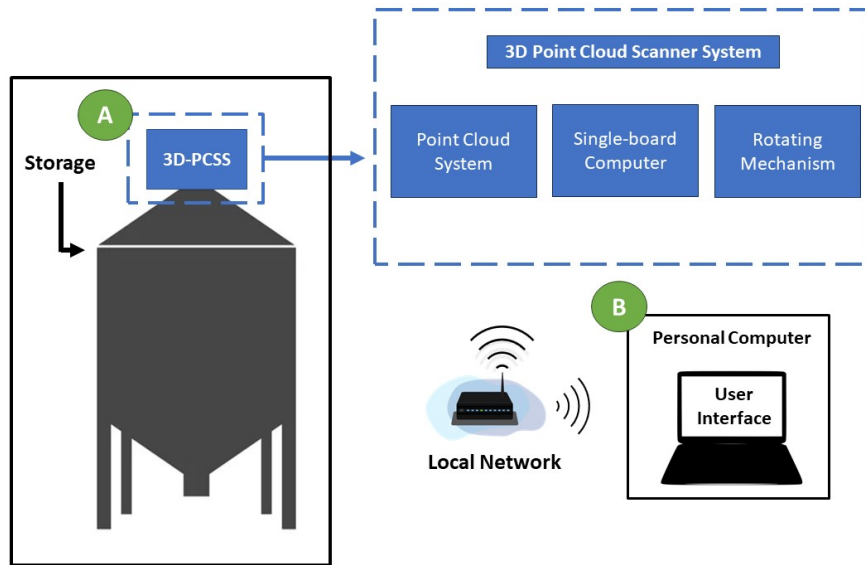 3D Point Cloud Scanner System
A
3D-PCSS
Storage
Point Cloud
System
Single-board
Computer
Rotating
Mechanism
B
Personal Computer
User
Interface
Local Network